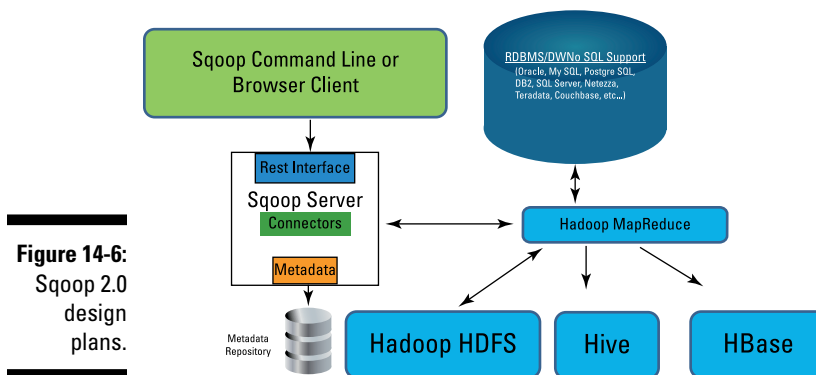 Sqoop Command Line or
Browser Client
RDBMS/DWNo SQL Support
(Oracle, My SQL, Postgre SQL,
DB2, SQL Server, Netezza,
Teradata, Couchbase, etc...)
Rest Interface
Sqoop Server
Connectors
Metadata
Hadoop MapReduce
Figure 14-6:
Sqoop 2.0
design
plans.
Metadata
Repository
Hadoop HDFS
Hive
HBase